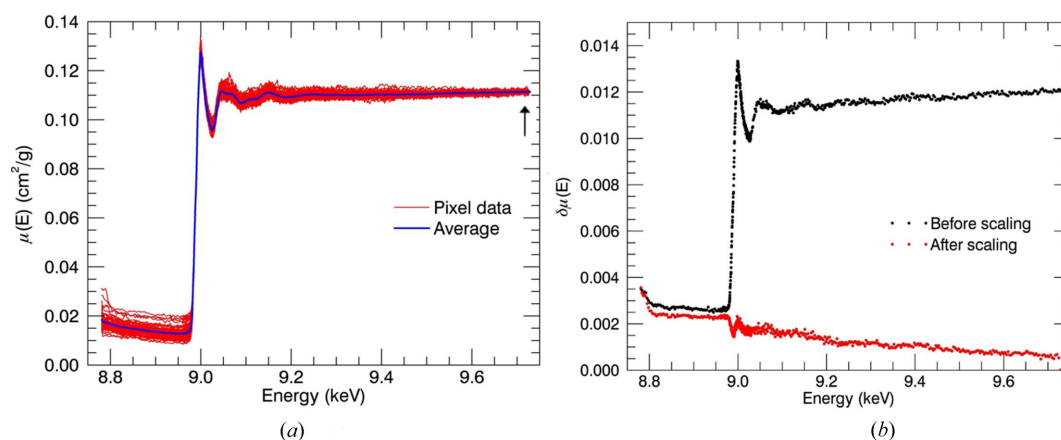 0.14
0.12
0.10
0.08
0.06
0.04
0.02
0.00
μ(E) (cm²/g)
Pixel data
Average
8.8 9.0 9.2 9.4 9.6
Energy (keV)
(a)
0.014
0.012
0.010
0.008
0.006
0.004
0.002
0.000
δμ(E)
Before scaling
After scaling
8.8 9.0 9.2 9.4 9.6
Energy (keV)
(b)